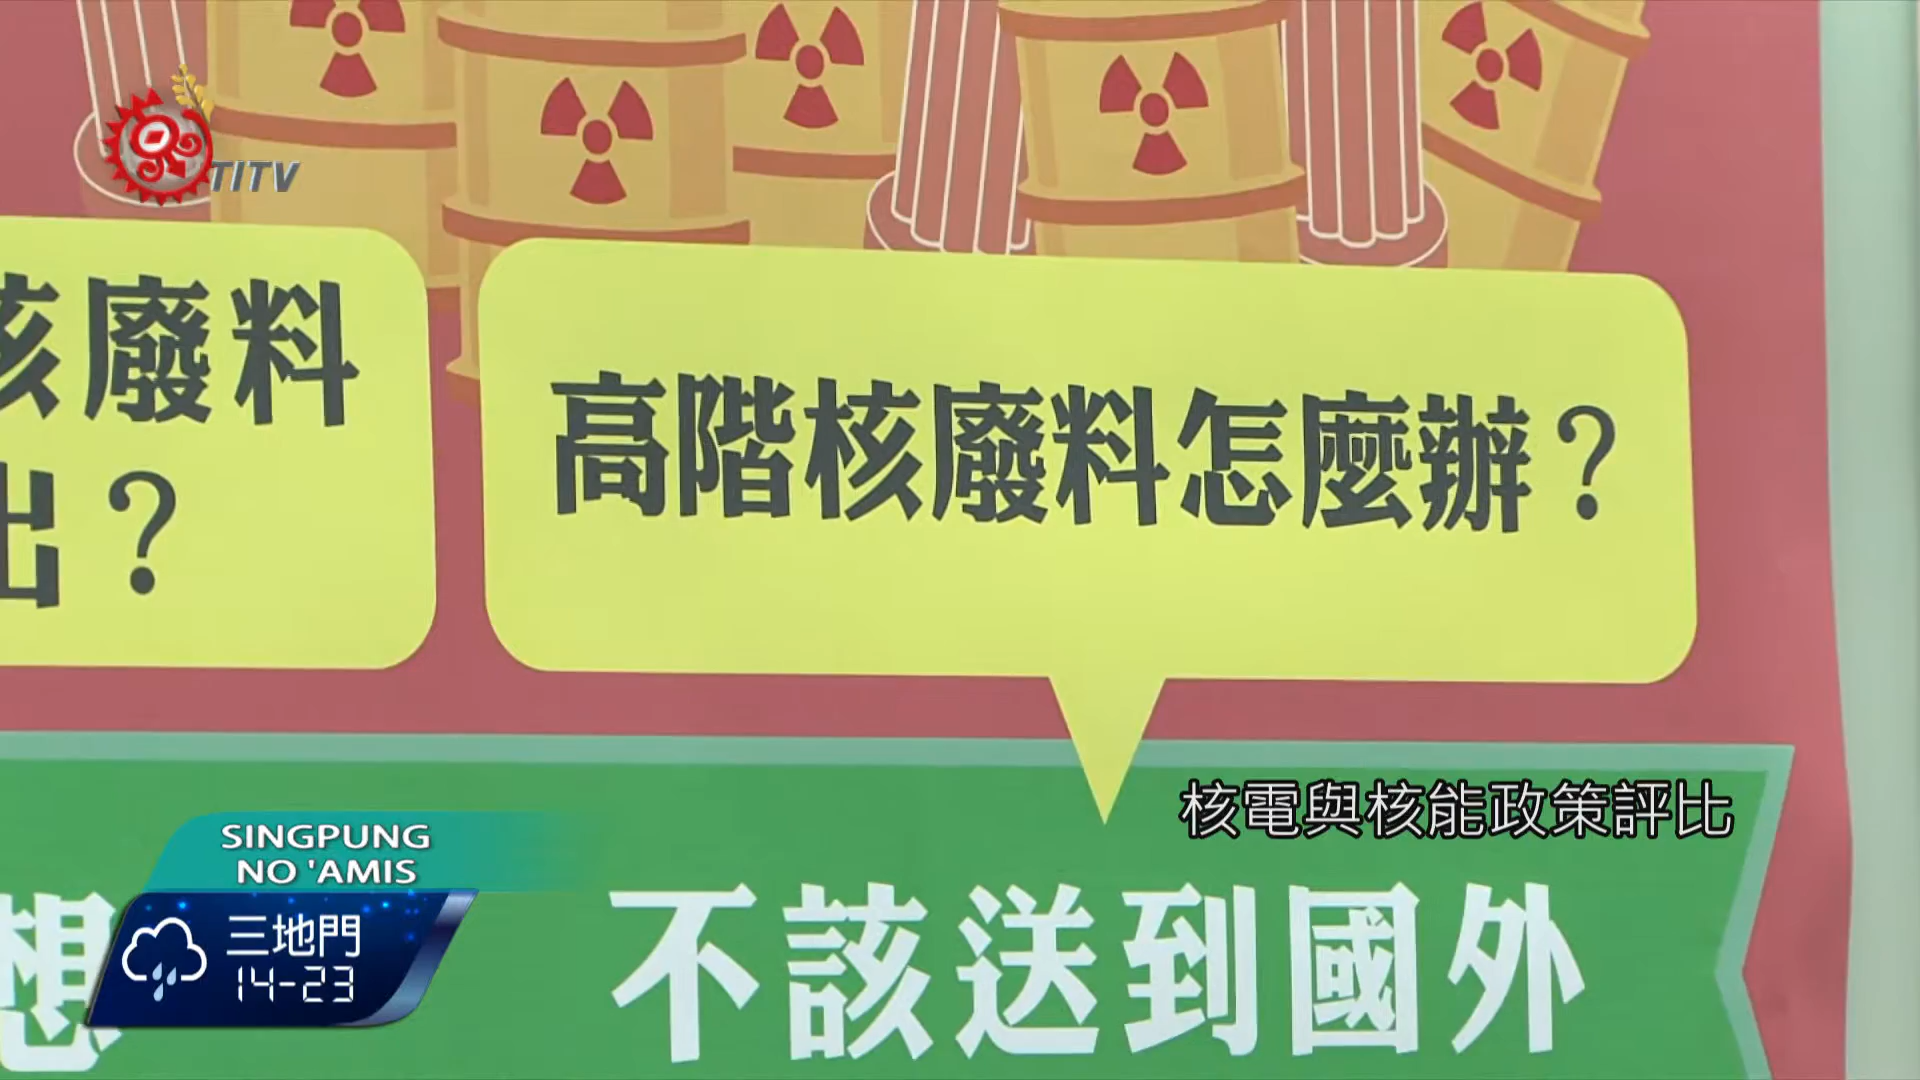 TITV
核廢料
出？
高階核廢料怎麼辦？
核電與核能政策評比
SINGPUNG
NO 'AMIS
三地門
14-23
想
不該送到國外